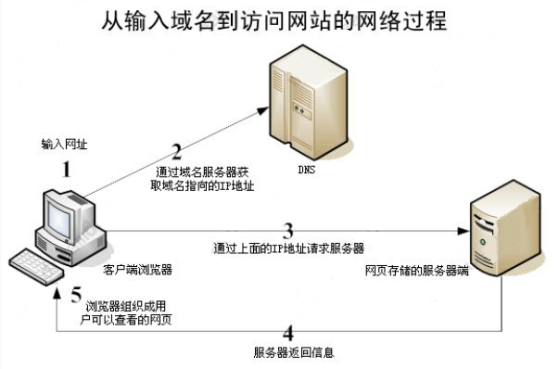 从输入域名到访问网站的网络过程
输入网址
1
2
通过域名服务器获
取域名指向的IP地址
DNS
3
通过上面的IP地址请求服务器
客户端浏览器
网页存储的服务器端
5
浏览器组织成用
户可以查看的网页
4
服务器返回信息